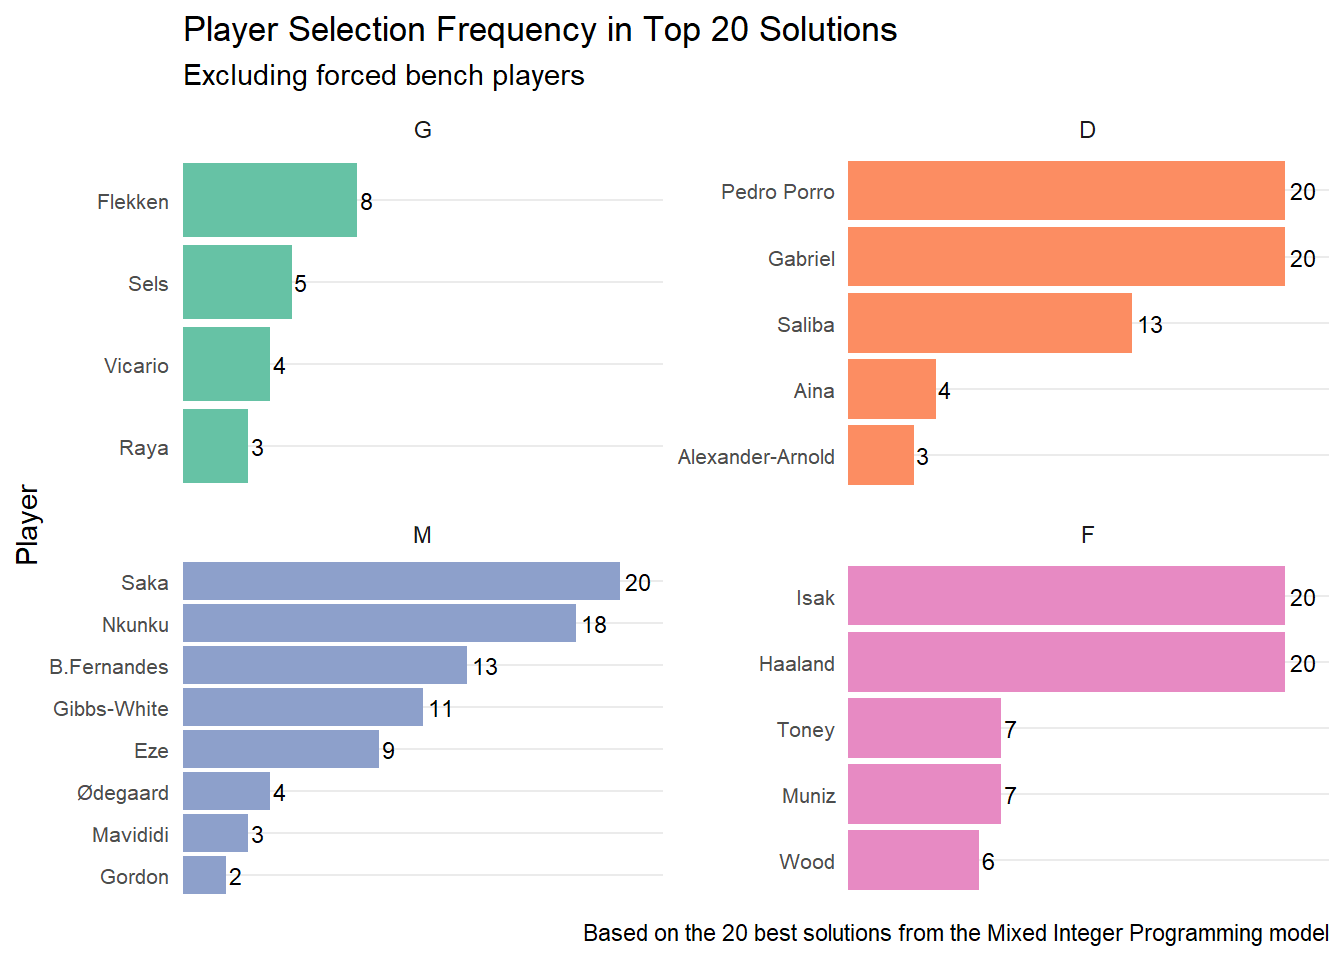 Player Selection Frequency in Top 20 Solutions
Excluding forced bench players
Player
G
Flekken 8
Sels 5
Vicario 4
Raya 3
D
Pedro Porro 20
Gabriel 20
Saliba 13
Aina 4
Alexander-Arnold 3
M
Saka 20
Nkunku 18
B.Fernandes 13
Gibbs-White 11
Eze 9
Ødegaard 4
Mavididi 3
Gordon 2
F
Isak 20
Haaland 20
Toney 7
Muniz 7
Wood 6
Based on the 20 best solutions from the Mixed Integer Programming model